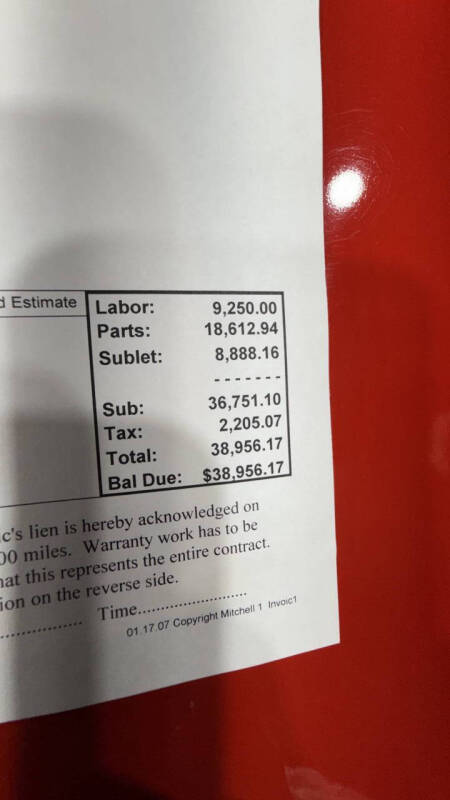 d Estimate
Labor: 9,250.00
Parts: 18,612.94
Sublet: 8,888.16
-------
Sub: 36,751.10
Tax: 2,205.07
Total: 38,956.17
Bal Due: $38,956.17
c's lien is hereby acknowledged on
00 miles. Warranty work has to be
hat this represents the entire contract.
ion on the reverse side.
................. Time.........................
01.17.07 Copyright Mitchell 1 Invoic1